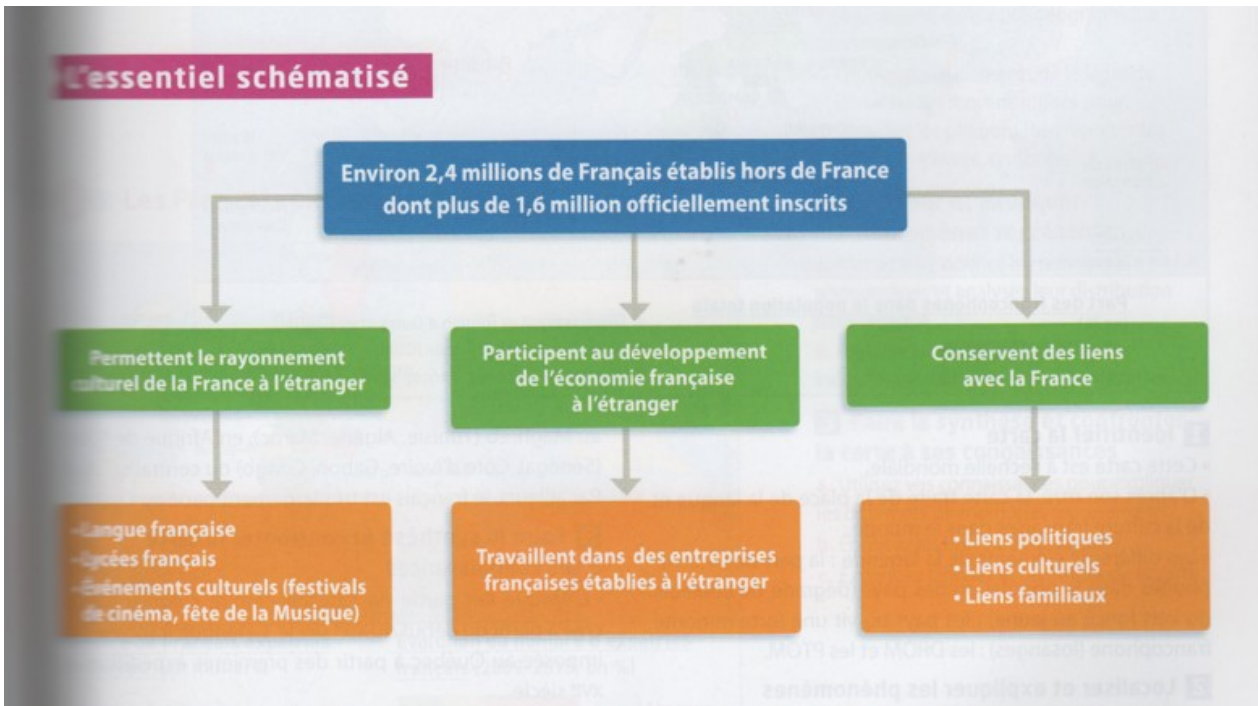 L'essentiel schématisé
Environ 2,4 millions de Français établis hors de France
dont plus de 1,6 million officiellement inscrits
Permettent le rayonnement
culturel de la France à l'étranger
Participent au développement
de l'économie française
à l'étranger
Conservent des liens
avec la France
Langue française
Lycées français
Événements culturels (festivals
de cinéma, fête de la Musique)
Travaillent dans des entreprises
françaises établies à l'étranger
• Liens politiques
• Liens culturels
• Liens familiaux